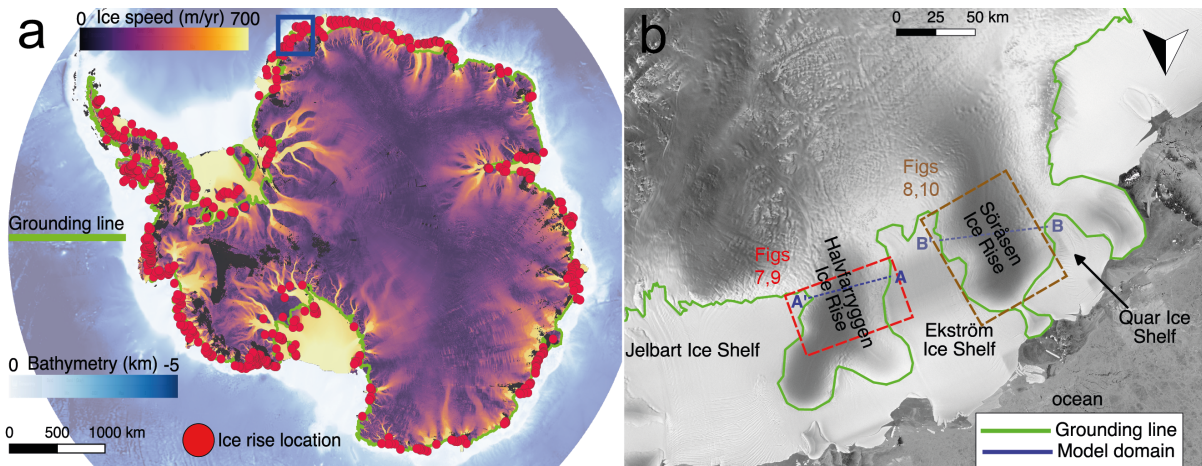 a
0 Ice speed (m/yr) 700
Grounding line
0 Bathymetry (km) -5
0 500 1000 km
Ice rise location
b
0 25 50 km
Figs
8,10
Söråsen
Ice Rise
B' B
Figs
7,9
Halvfarryggen
Ice Rise
A' A
Jelbart Ice Shelf
Ekström
Ice Shelf
Quar Ice
Shelf
ocean
Grounding line
Model domain